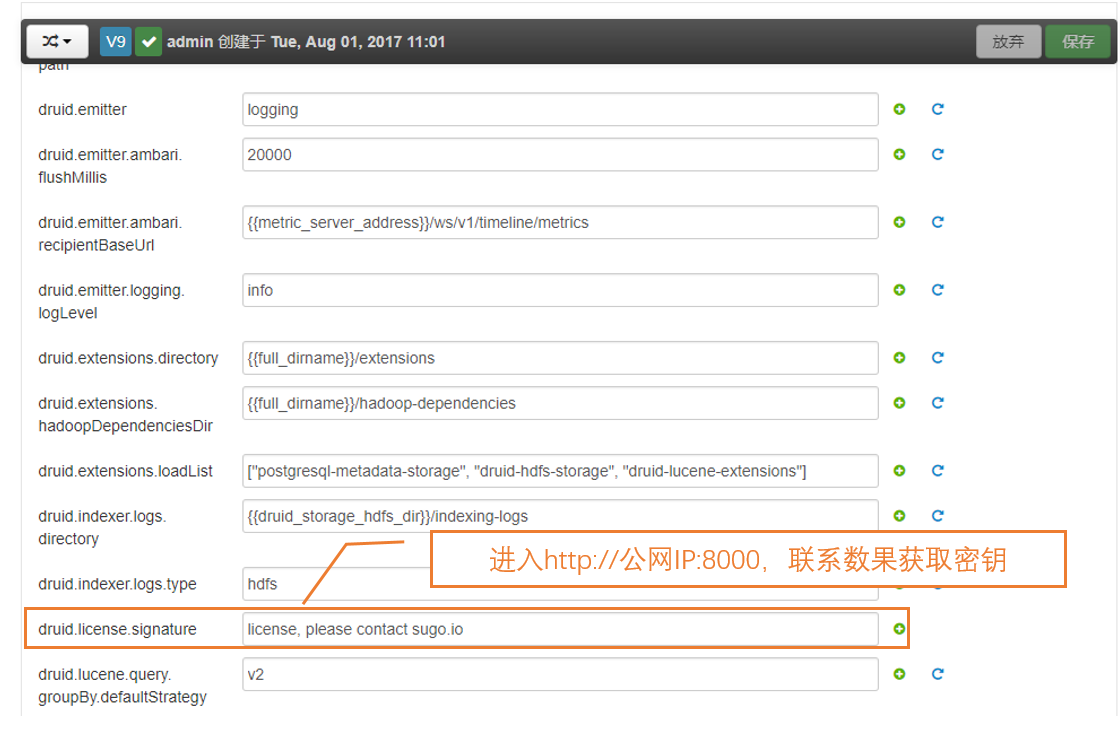 V9 admin 创建于 Tue, Aug 01, 2017 11:01 放弃 保存
path
druid.emitter logging
druid.emitter.ambari. 20000
flushMillis
druid.emitter.ambari. {{metric_server_address}}/ws/v1/timeline/metrics
recipientBaseUrl
druid.emitter.logging. info
logLevel
druid.extensions.directory {{full_dirname}}/extensions
druid.extensions. {{full_dirname}}/hadoop-dependencies
hadoopDependenciesDir
druid.extensions.loadList ["postgresql-metadata-storage", "druid-hdfs-storage", "druid-lucene-extensions"]
druid.indexer.logs. {{druid_storage_hdfs_dir}}/indexing-logs
directory
进入http://公网IP:8000, 联系数果获取密钥
druid.indexer.logs.type hdfs
druid.license.signature license, please contact sugo.io
druid.lucene.query. v2
groupBy.defaultStrategy